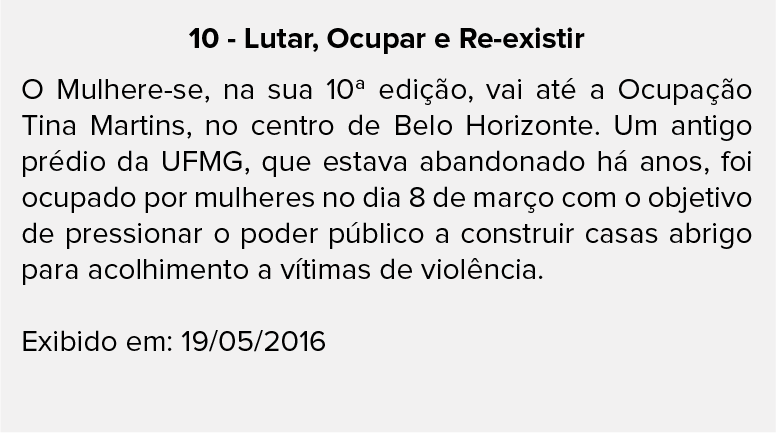 10 - Lutar, Ocupar e Re-existir
O Mulhere-se, na sua 10ª edição, vai até a Ocupação
Tina Martins, no centro de Belo Horizonte. Um antigo
prédio da UFMG, que estava abandonado há anos, foi
ocupado por mulheres no dia 8 de março com o objetivo
de pressionar o poder público a construir casas abrigo
para acolhimento a vítimas de violência.
Exibido em: 19/05/2016